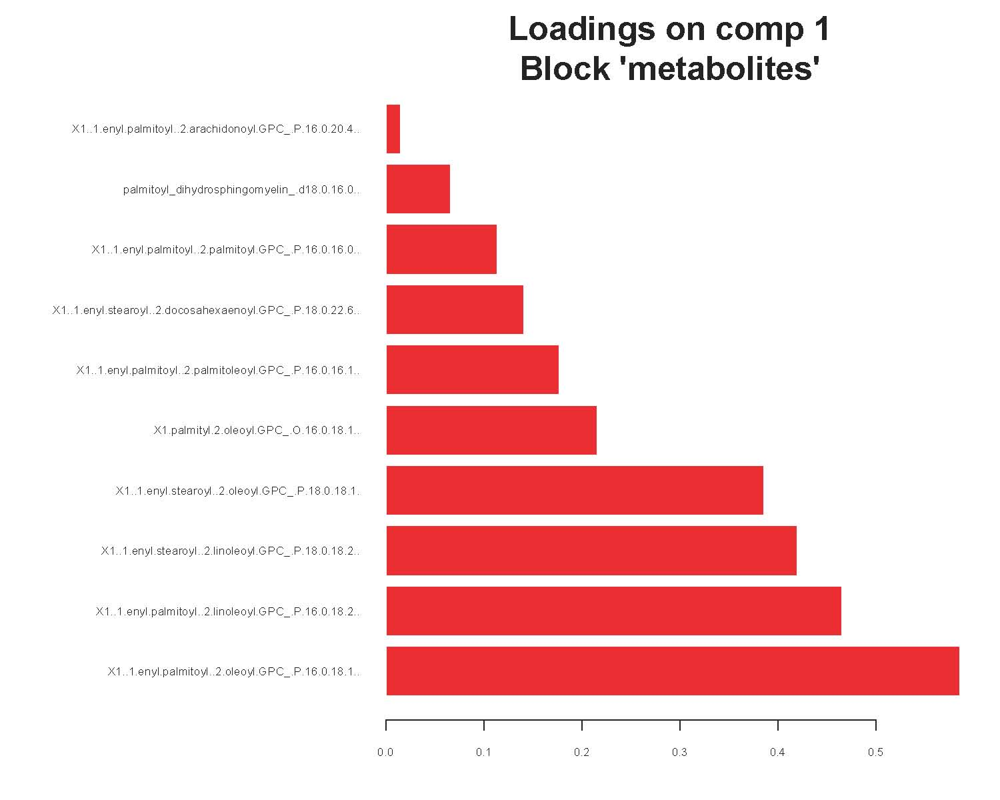 Loadings on comp 1
Block 'metabolites'
X1..1.enyl.palmitoyl..2.arachidonoyl.GPC_.P.16.0.20.4..
palmitoyl_dihydrosphingomyelin_.d18.0.16.0..
X1..1.enyl.palmitoyl..2.palmitoyl.GPC_.P.16.0.16.0..
X1..1.enyl.stearoyl..2.docosahexaenoyl.GPC_.P.18.0.22.6..
X1..1.enyl.palmitoyl..2.palmitoleoyl.GPC_.P.16.0.16.1..
X1.palmityl.2.oleoyl.GPC_.O.16.0.18.1..
X1..1.enyl.stearoyl..2.oleoyl.GPC_.P.18.0.18.1.
X1..1.enyl.stearoyl..2.linoleoyl.GPC_.P.18.0.18.2..
X1..1.enyl.palmitoyl..2.linoleoyl.GPC_.P.16.0.18.2..
X1..1.enyl.palmitoyl..2.oleoyl.GPC_.P.16.0.18.1..
0.0 0.1 0.2 0.3 0.4 0.5